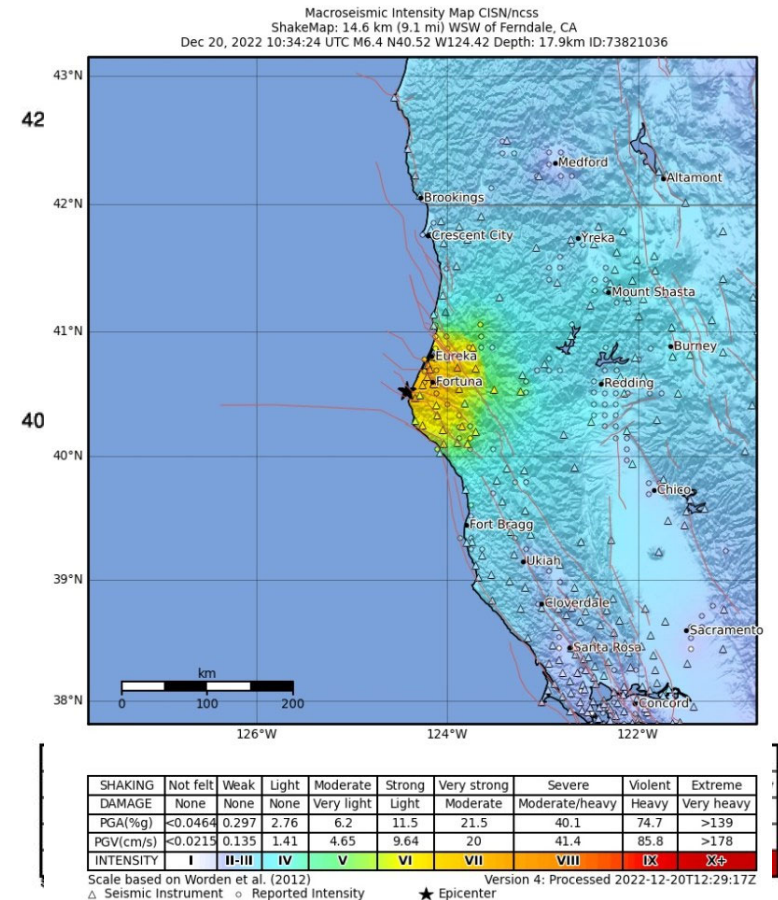 Macroseismic Intensity Map CISN/ncss
ShakeMap: 14.6 km (9.1 mi) WSW of Ferndale, CA
Dec 20, 2022 10:34:24 UTC M6.4 N40.52 W124.42 Depth: 17.9km ID:73821036
43°N
42
Medford
Altamont
42°N
Brookings
Crescent City
Yreka
Mount Shasta
41°N
Burney
Eureka
Fortuna
Redding
40
40°N
Chico
Fort Bragg
Ukiah
39°N
Cloverdale
Sacramento
Santa Rosa
km
0 100 200
38°N
Concord
126°W 124°W 122°W
SHAKING Not felt Weak Light Moderate Strong Very strong Severe Violent Extreme
DAMAGE None None None Very light Light Moderate Moderate/heavy Heavy Very heavy
PGA(%g) <0.0464 0.297 2.76 6.2 11.5 21.5 40.1 74.7 >139
PGV(cm/s) <0.0215 0.135 1.41 4.65 9.64 20 41.4 85.8 >178
INTENSITY I II-III IV V VI VII VIII IX X+
Scale based on Worden et al. (2012) Version 4: Processed 2022-12-20T12:29:17Z
△ Seismic Instrument ○ Reported Intensity ★ Epicenter